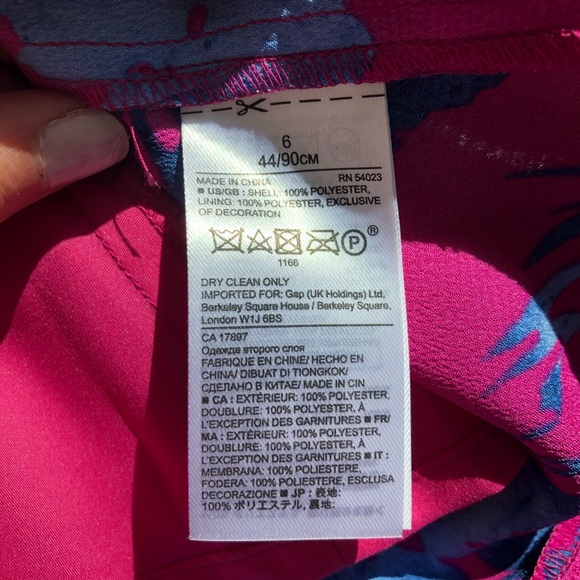 6
44/90CM
MADE IN CHINA RN 54023
■ US/GB : SHELL: 100% POLYESTER,
LINING: 100% POLYESTER, EXCLUSIVE
OF DECORATION
P ®
1166
DRY CLEAN ONLY
IMPORTED FOR: Gap (UK Holdings) Ltd,
Berkeley Square House / Berkeley Square,
London W1J 6BS
CA 17897
Одежда второго слоя
FABRIQUÉ EN CHINE/ HECHO EN
CHINA/ DIBUAT DI TIONGKOK/
СДЕЛАНО В КИТАЕ/ MADE IN CIN
■ CA : EXTÉRIEUR: 100% POLYESTER,
DOUBLURE: 100% POLYESTER, À
L'EXCEPTION DES GARNITURES ■ FR/
MA : EXTÉRIEUR: 100% POLYESTER,
DOUBLURE: 100% POLYESTER, À
L'EXCEPTION DES GARNITURES ■ IT :
MEMBRANA: 100% POLIESTERE,
FODERA: 100% POLIESTERE, ESCLUSA
DECORAZIONE ■ JP : 表地:
100% ポリエステル, 裏地: